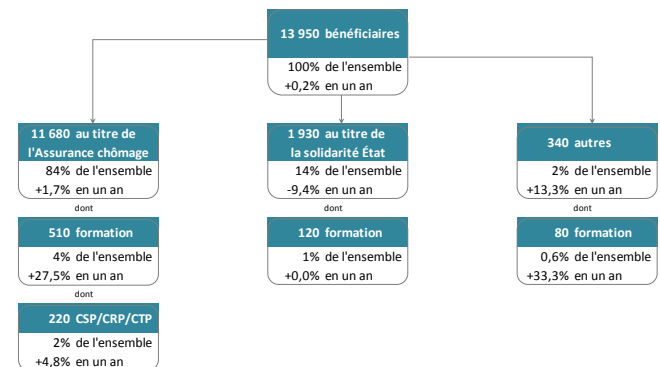 13 950 bénéficiaires
100% de l'ensemble
+0,2% en un an
11 680 au titre de
l'Assurance chômage
84% de l'ensemble
+1,7% en un an
dont
510 formation
4% de l'ensemble
+27,5% en un an
dont
220 CSP/CRP/CTP
2% de l'ensemble
+4,8% en un an
1 930 au titre de
la solidarité État
14% de l'ensemble
-9,4% en un an
dont
120 formation
1% de l'ensemble
+0,0% en un an
340 autres
2% de l'ensemble
+13,3% en un an
dont
80 formation
0,6% de l'ensemble
+33,3% en un an